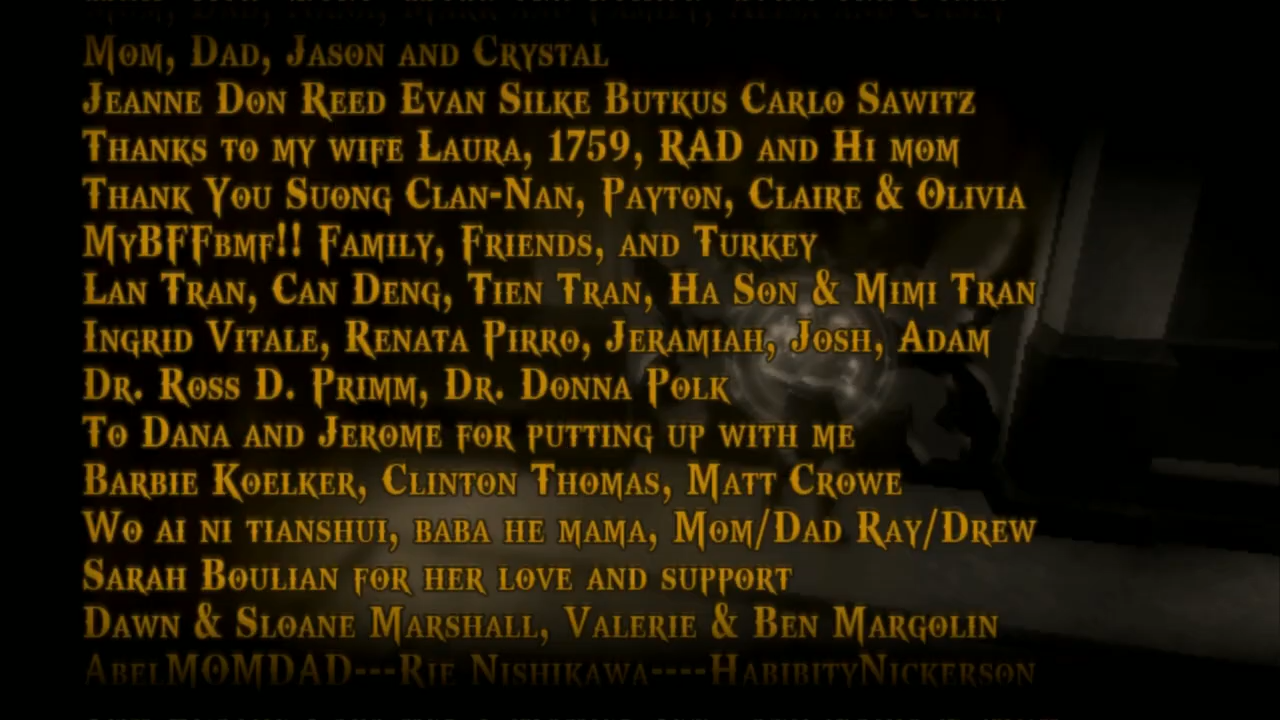 Mom, Dad, Jason and Crystal
Jeanne Don Reed Evan Silke Butkus Carlo Sawitz
Thanks to my wife Laura, 1759, RAD and Hi mom
Thank You Suong Clan-Nan, Payton, Claire & Olivia
MyBFFbmf!! Family, Friends, and Turkey
Lan Tran, Can Deng, Tien Tran, Ha Son & Mimi Tran
Ingrid Vitale, Renata Pirro, Jeramiah, Josh, Adam
Dr. Ross D. Primm, Dr. Donna Polk
To Dana and Jerome for putting up with me
Barbie Koelker, Clinton Thomas, Matt Crowe
Wo ai ni tianshui, baba he mama, Mom/Dad Ray/Drew
Sarah Boulian for her love and support
Dawn & Sloane Marshall, Valerie & Ben Margolin
AbelMOMDAD---Rie Nishikawa----HabibityNickerson